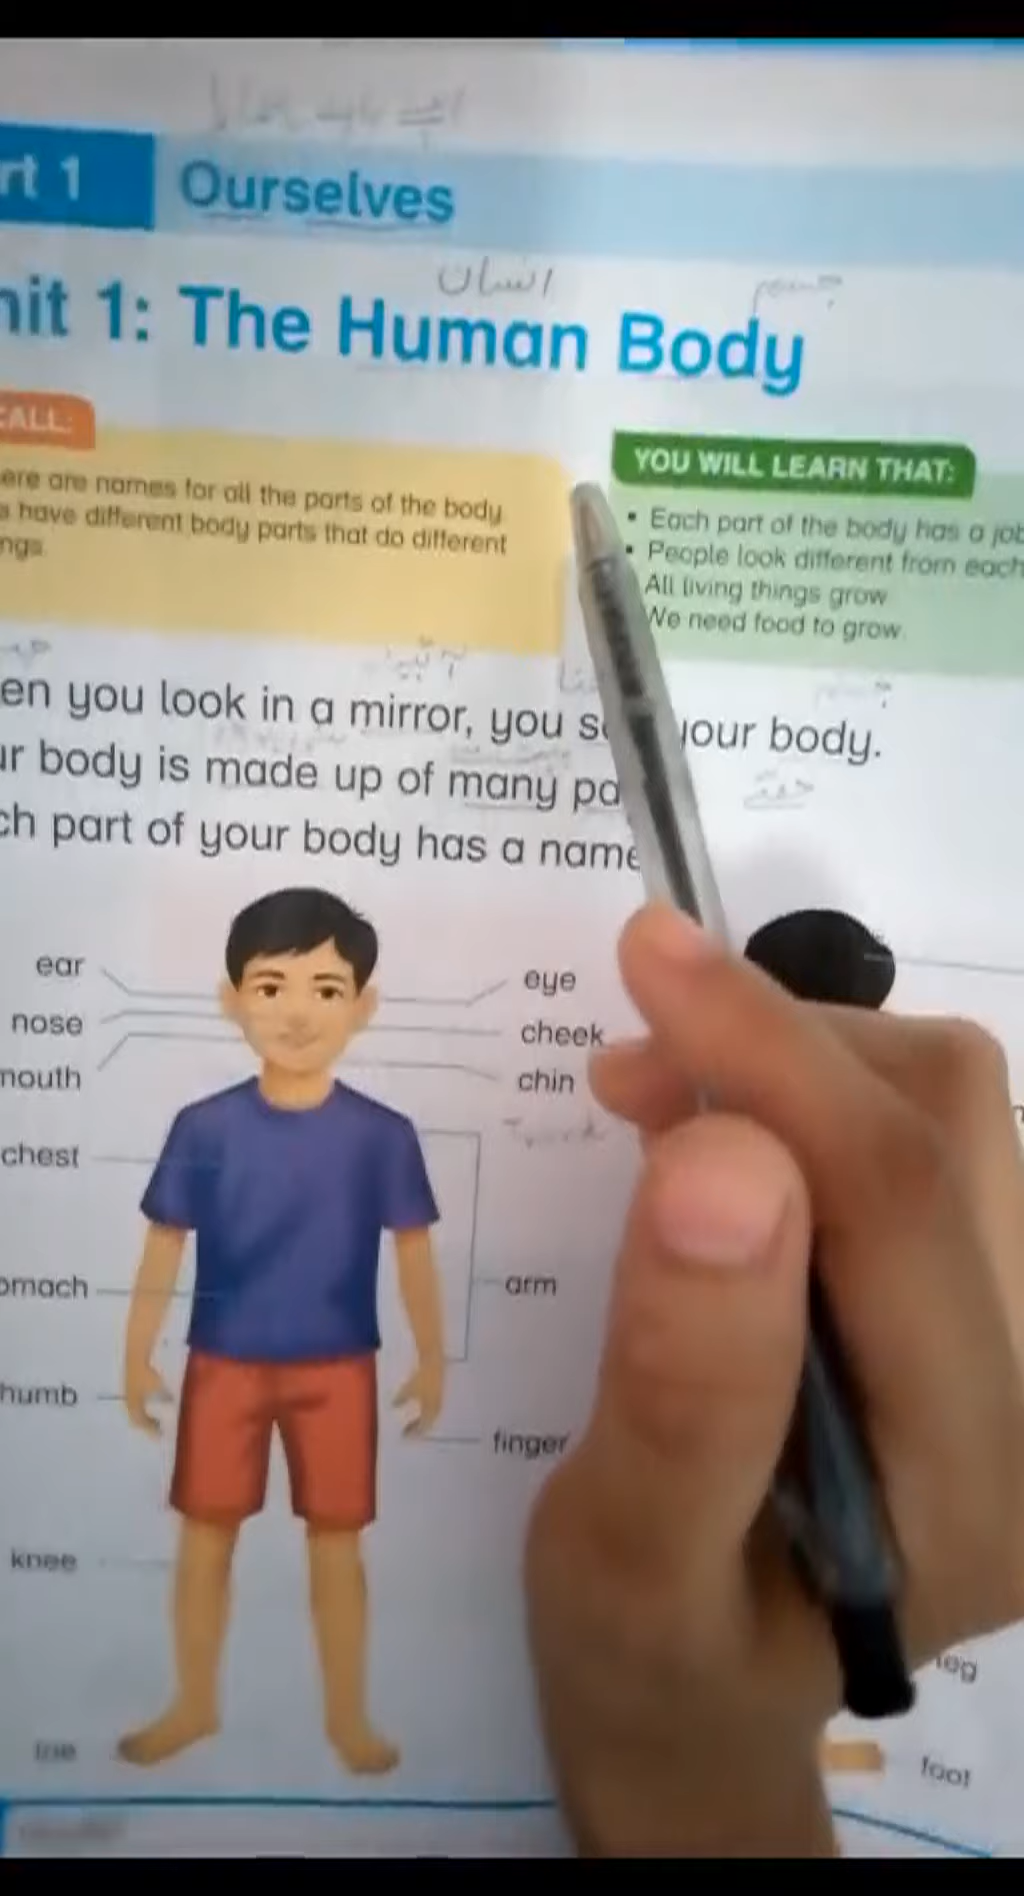 rt 1 Ourselves
انسان جسم
nit 1: The Human Body
CALL:
ere are names for all the parts of the body.
s have different body parts that do different
ngs.
YOU WILL LEARN THAT:
• Each part of the body has a job
• People look different from each
All living things grow.
We need food to grow.
en you look in a mirror, you s your body.
ur body is made up of many pa
ch part of your body has a name
ear
nose
mouth
chest
omach
humb
knee
toe
eye
cheek
chin
arm
finger
leg
foot